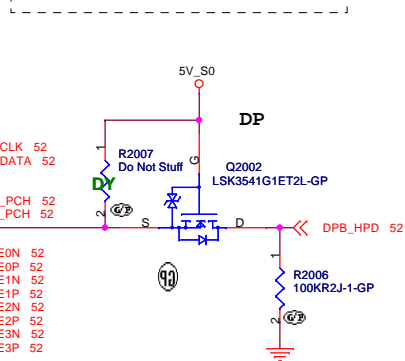 5V_S0
DP
CLK 52
DATA 52
R2007
Do Not Stuff
DY
1
2
G/P
G
Q2002
LSK3541G1ET2L-GP
_PCH 52
_PCH 52
S
D
DPB_HPD 52
E0N 52
E0P 52
E1N 52
E1P 52
E2N 52
E2P 52
E3N 52
E3P 52
1
R2006
100KR2J-1-GP
2
G/P